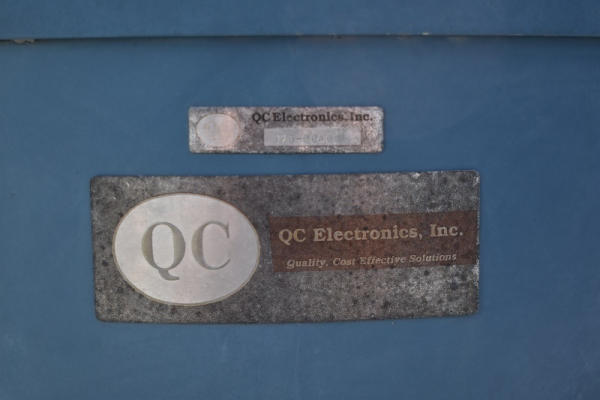 QC Electronics, Inc.
QC
QC Electronics, Inc.
Quality, Cost Effective Solutions